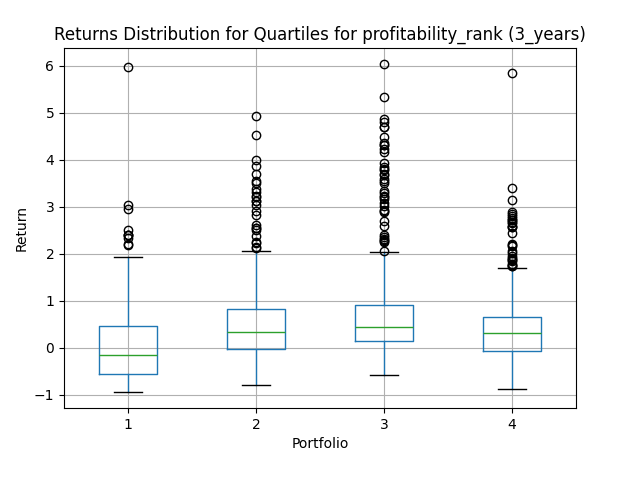 Returns Distribution for Quartiles for profitability_rank (3_years)
6
5
4
3
2
1
0
−1
Return
1 2 3 4
Portfolio